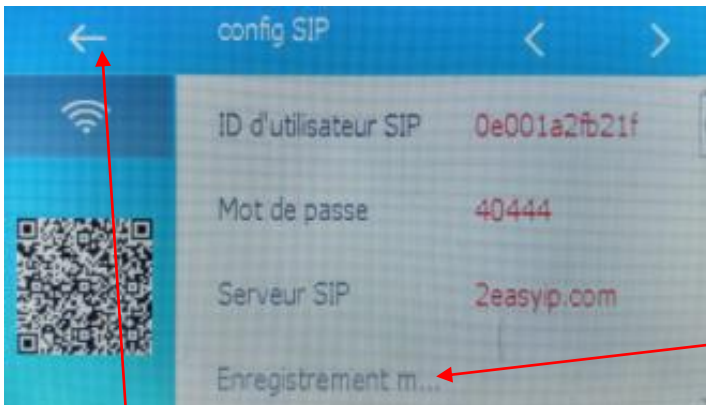 config SIP
ID d'utilisateur SIP 0e001a2fb21f
Mot de passe 40444
Serveur SIP 2easyip.com
Enregistrement m...